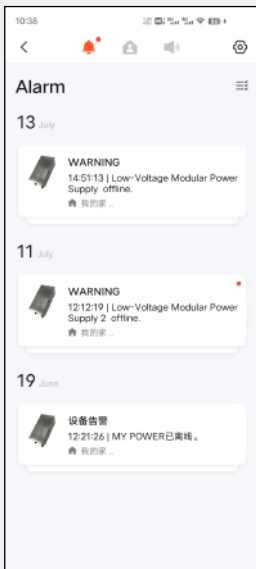 10:38
Alarm
13 July
WARNING
14:51:13 | Low-Voltage Modular Power
Supply offline.
我的家 ..
11 July
WARNING
12:12:19 | Low-Voltage Modular Power
Supply 2 offline.
我的家 ..
19 June
设备告警
12:21:26 | MY POWER已离线。
我的家 ..